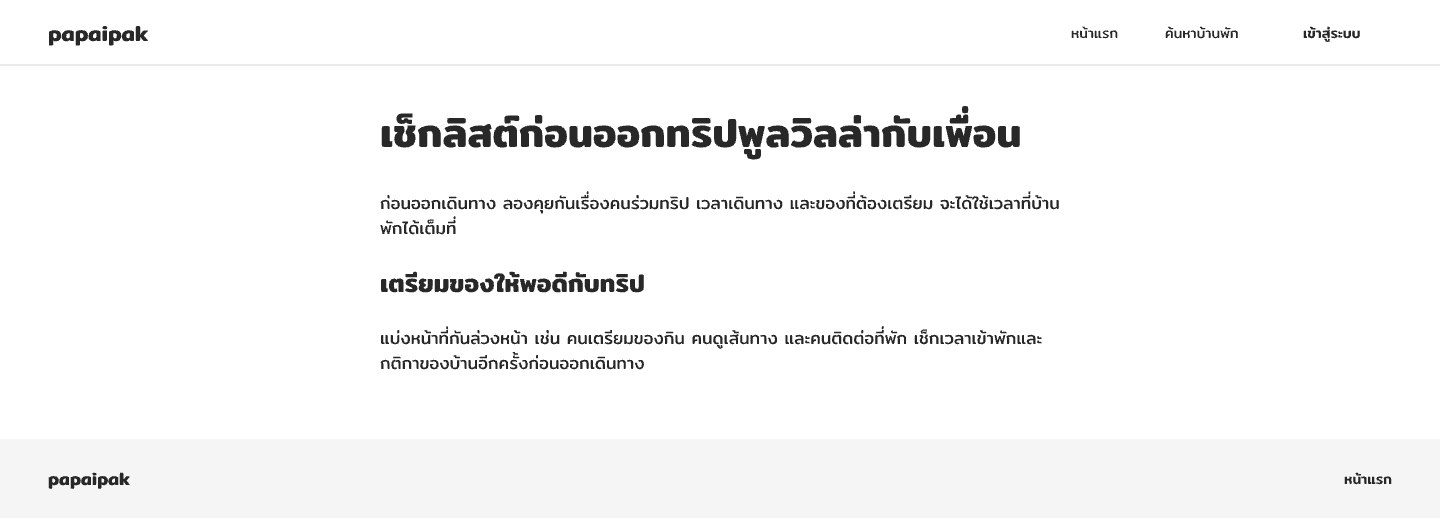 papaipak
หน้าแรก
ค้นหาบ้านพัก
เข้าสู่ระบบ
เช็กลิสต์ก่อนออกทริปพูลวิลล่ากับเพื่อน
ก่อนออกเดินทาง ลองคุยกันเรื่องคนร่วมทริป เวลาเดินทาง และของที่ต้องเตรียม จะได้ใช้เวลาที่บ้าน
พักได้เต็มที่
เตรียมของให้พอดีกับทริป
แบ่งหน้าที่กันล่วงหน้า เช่น คนเตรียมของกิน คนดูเส้นทาง และคนติดต่อที่พัก เช็กเวลาเข้าพักและ
กติกาของบ้านอีกครั้งก่อนออกเดินทาง
papaipak
หน้าแรก